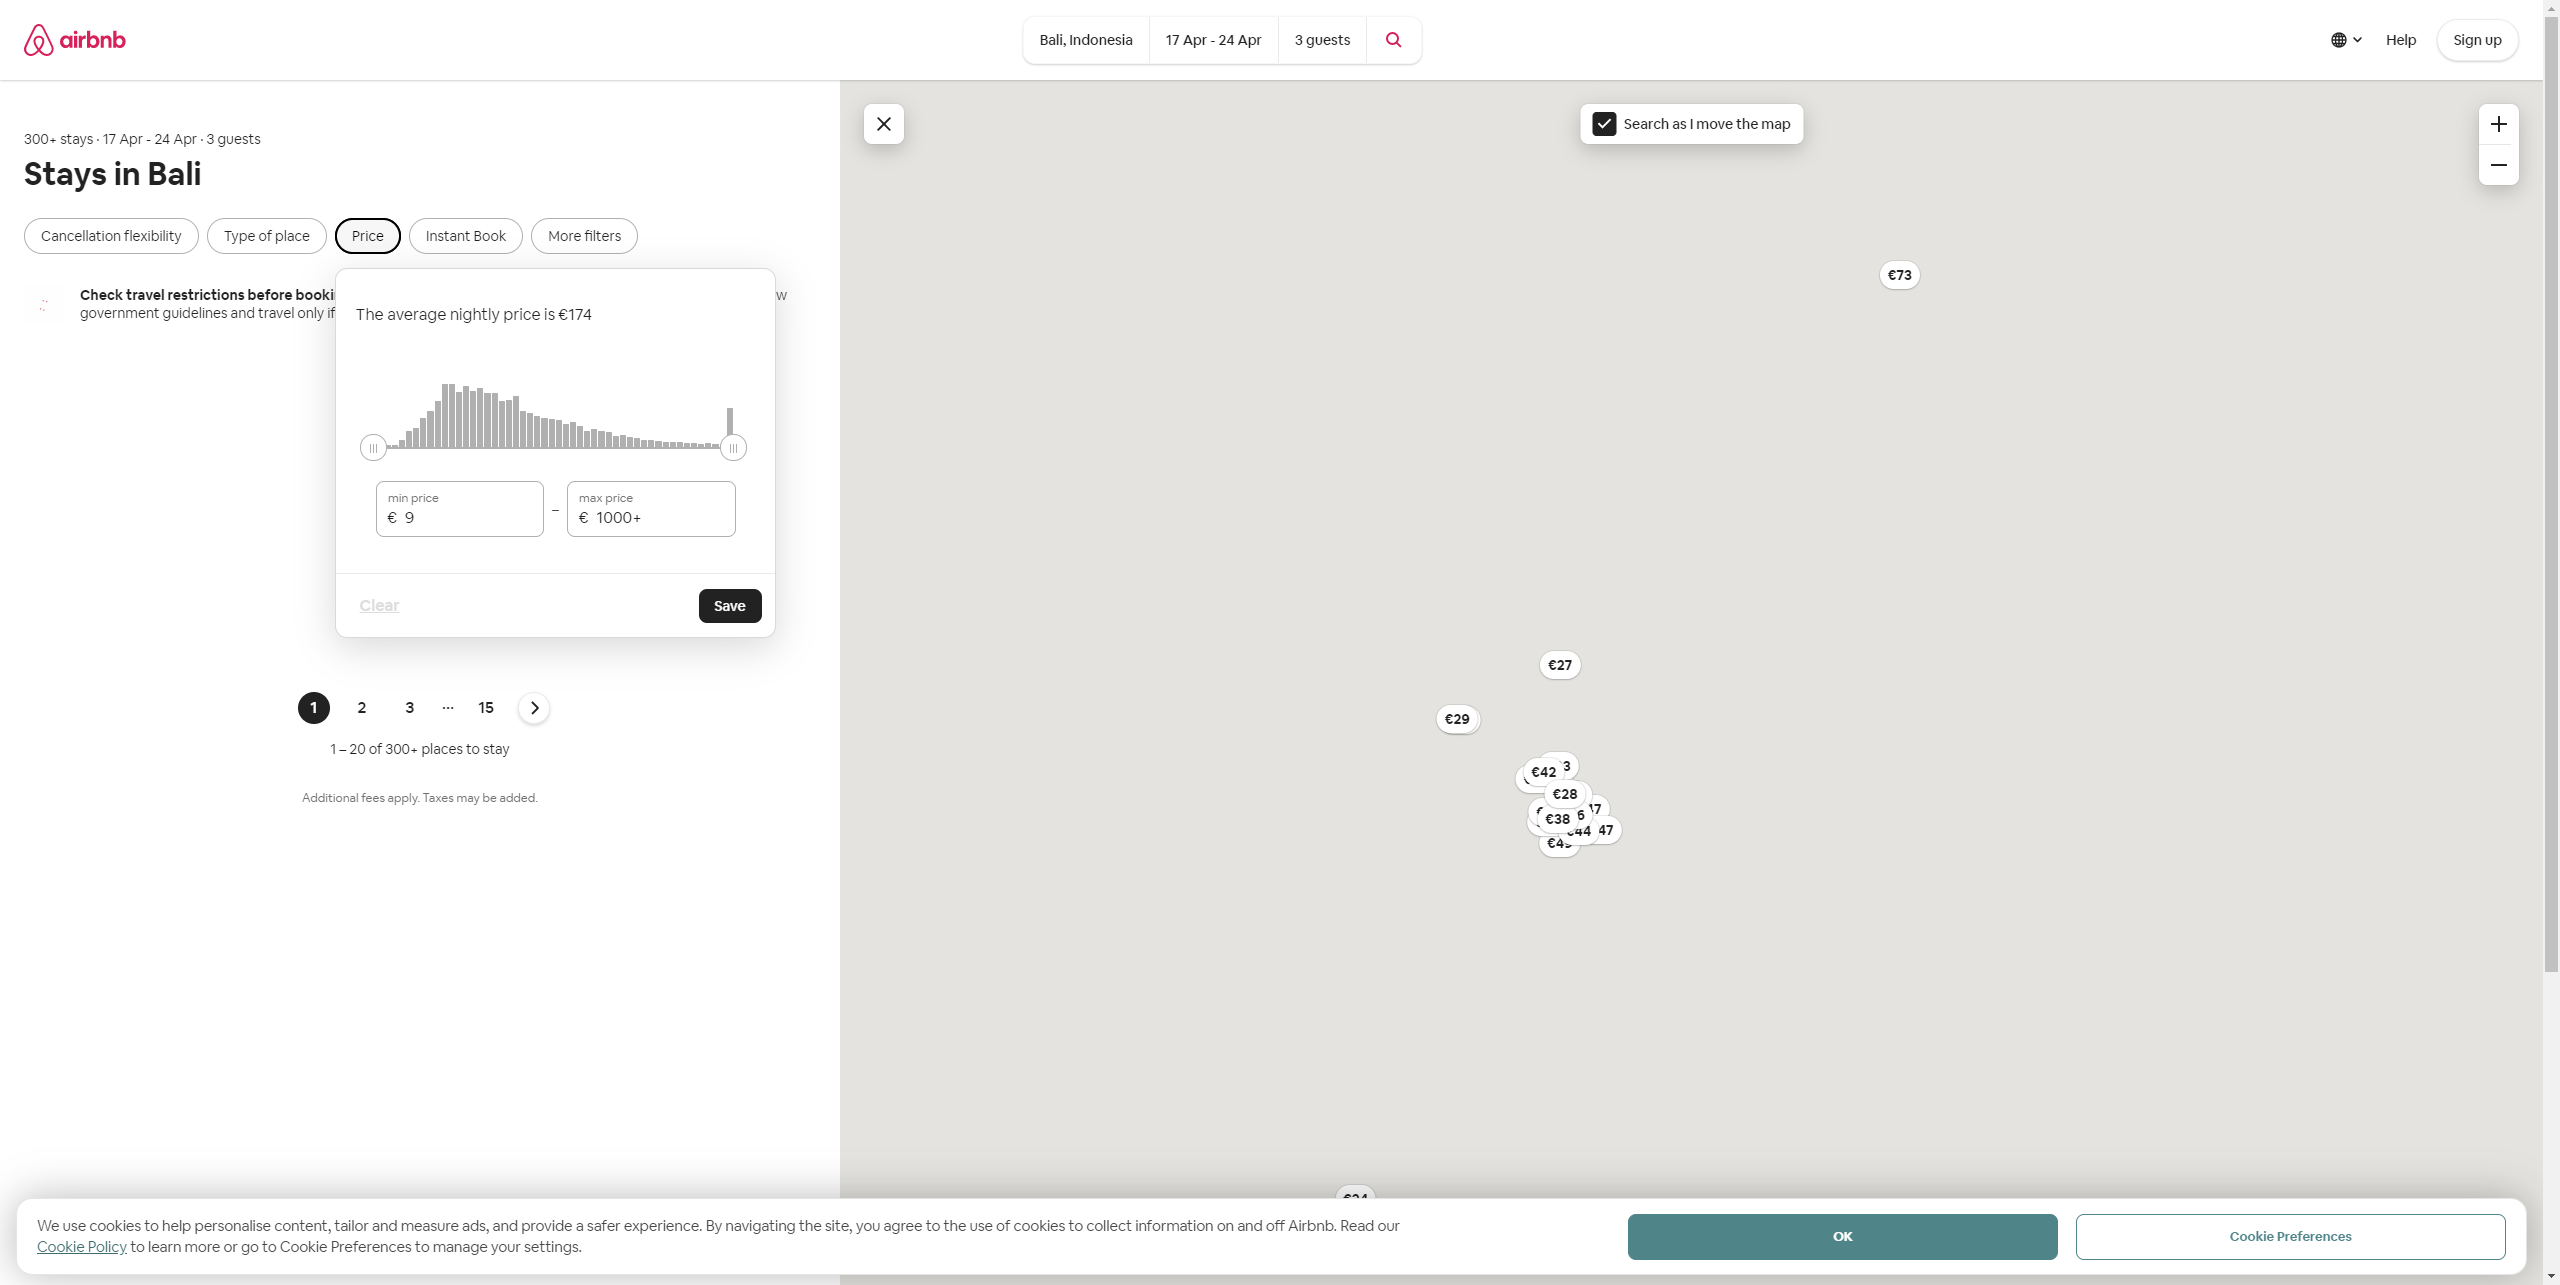 airbnb
Bali, Indonesia
17 Apr - 24 Apr
3 guests
Help
Sign up
300+ stays · 17 Apr - 24 Apr · 3 guests
Stays in Bali
Cancellation flexibility
Type of place
Price
Instant Book
More filters
Check travel restrictions before
government guidelines and travel only if
The average nightly price is €174
min price
€ 9
–
max price
€ 1000+
Clear
Save
1 2 3 ... 15
1 – 20 of 300+ places to stay
Additional fees apply. Taxes may be added.
Search as I move the map
€73
€27
€29
€42
€28
€38
€44
47
We use cookies to help personalise content, tailor and measure ads, and provide a safer experience. By navigating the site, you agree to the use of cookies to collect information on and off Airbnb. Read our
Cookie Policy to learn more or go to Cookie Preferences to manage your settings.
OK
Cookie Preferences